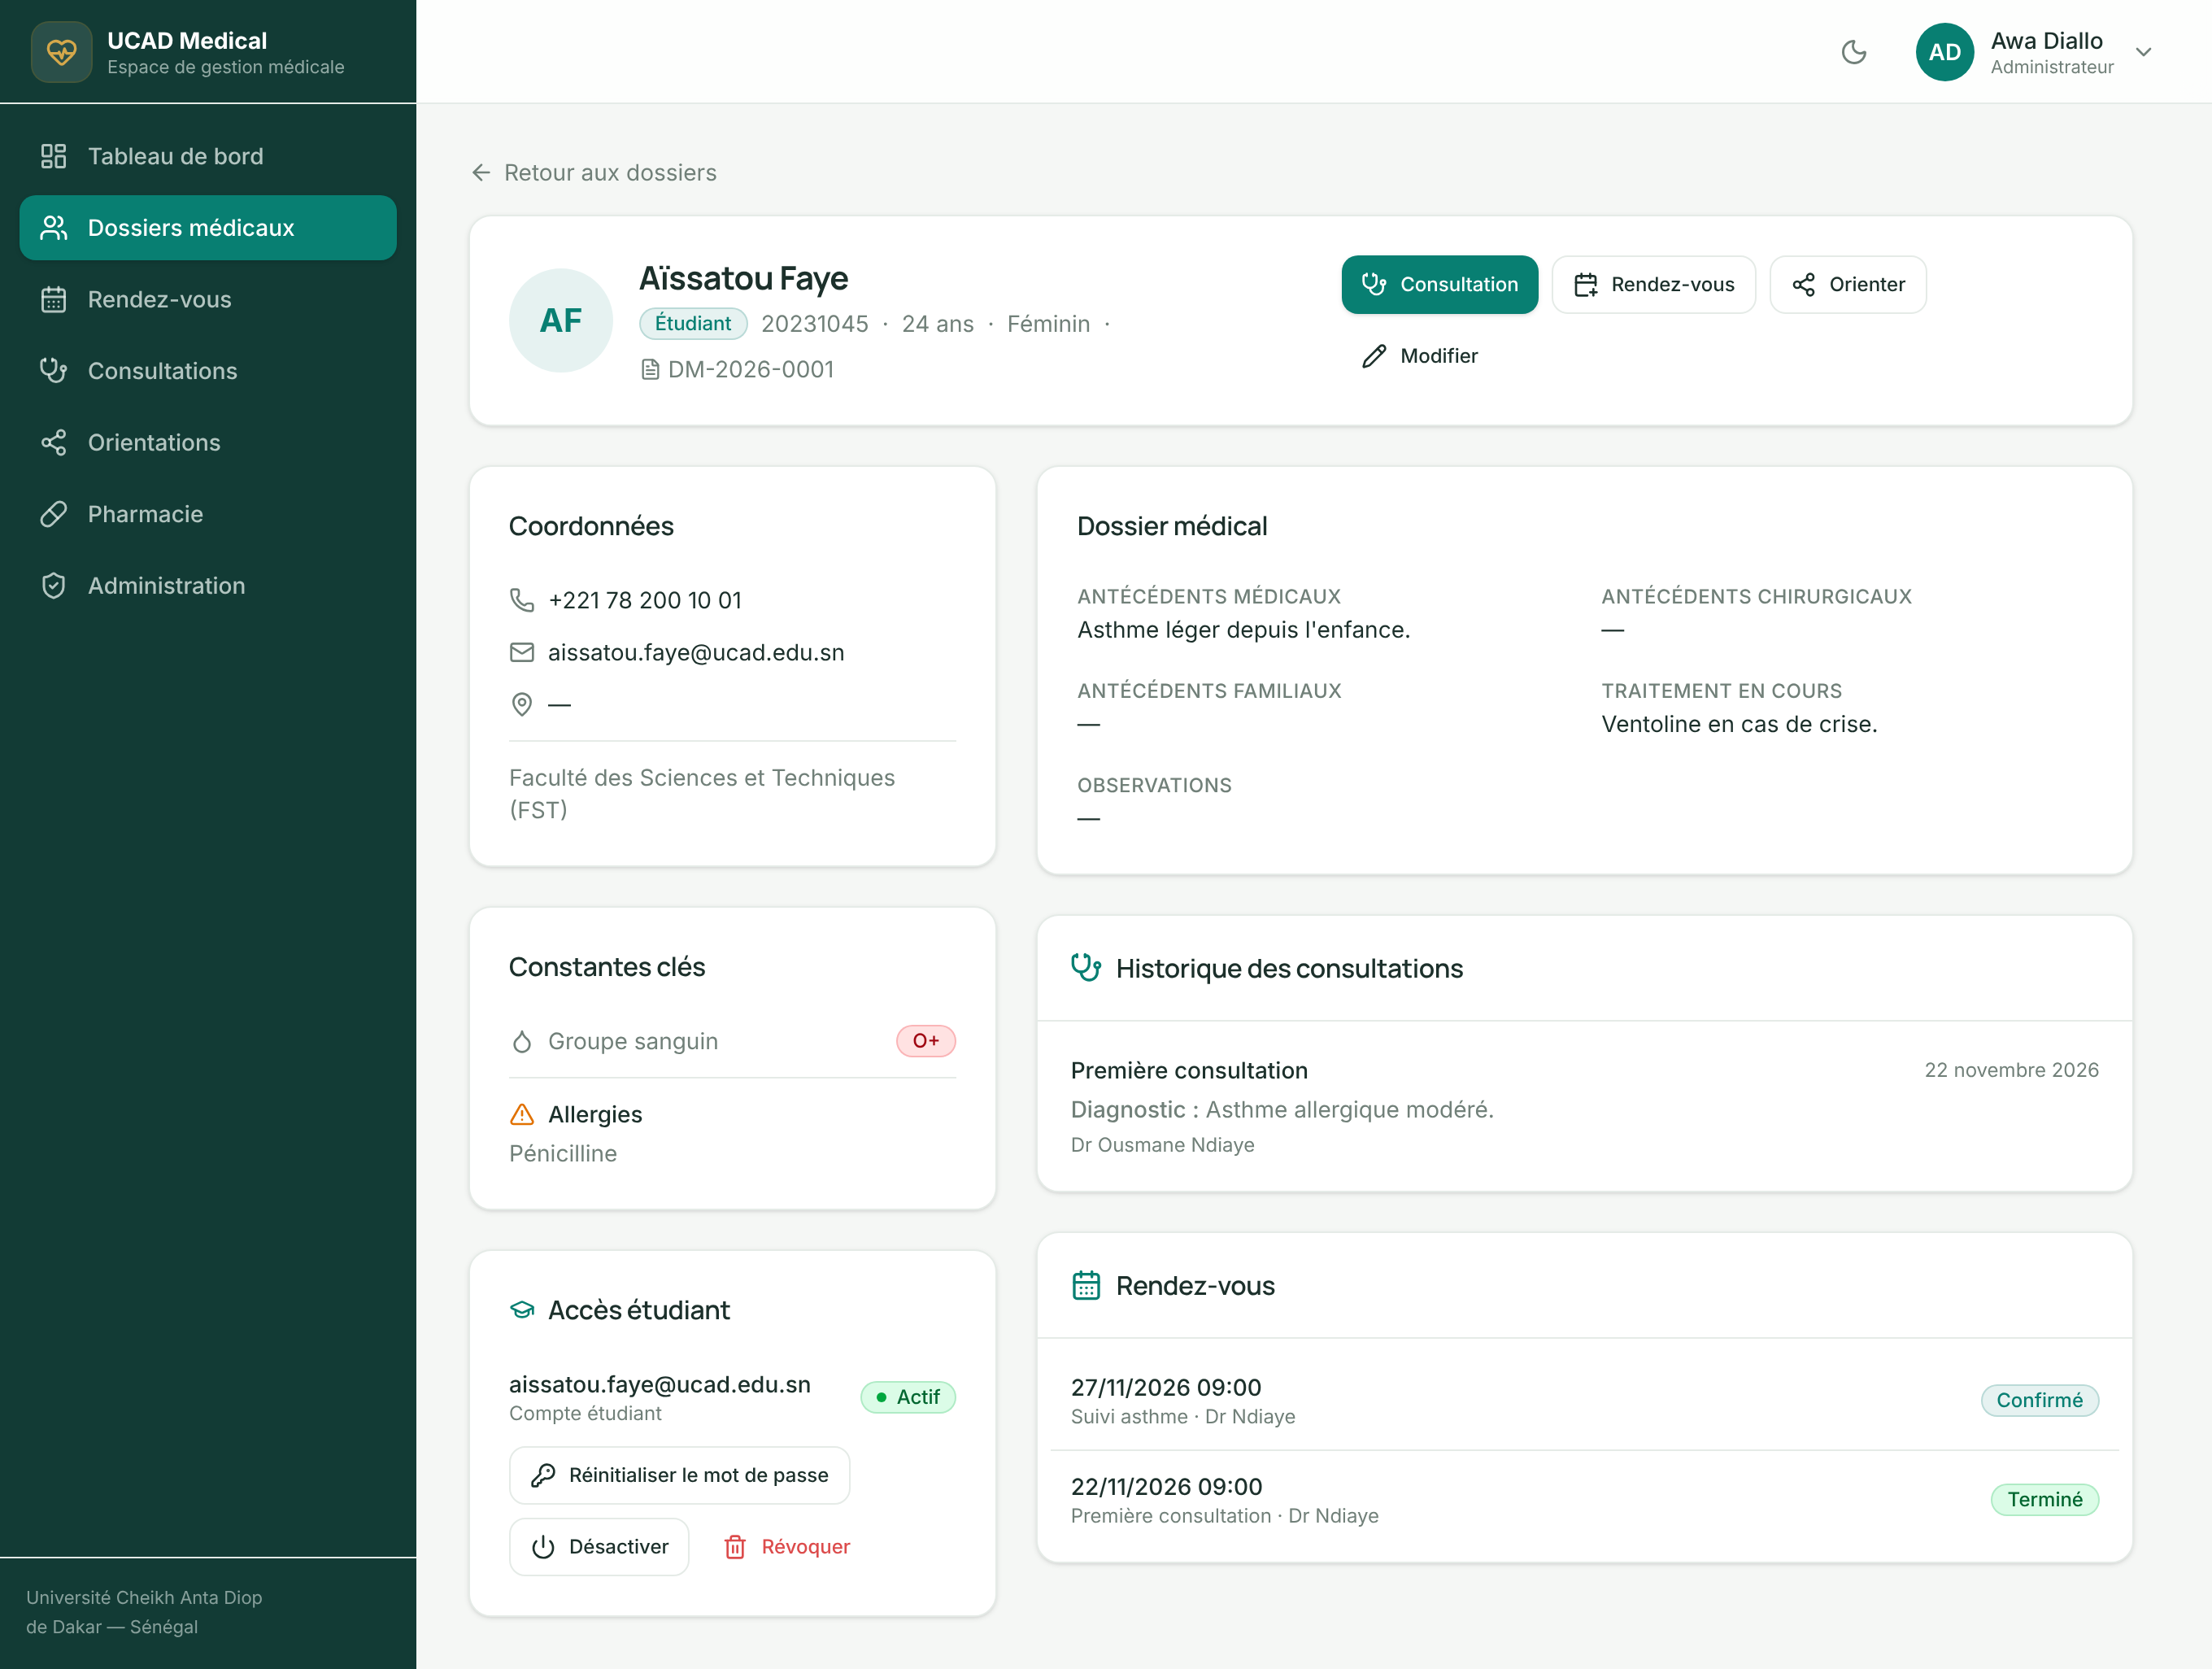 UCAD Medical
Espace de gestion médicale
AD
Awa Diallo
Administrateur
Tableau de bord
Dossiers médicaux
Rendez-vous
Consultations
Orientations
Pharmacie
Administration
Université Cheikh Anta Diop
de Dakar — Sénégal
Retour aux dossiers
AF
Aïssatou Faye
Étudiant 20231045 · 24 ans · Féminin ·
DM-2026-0001
Consultation
Rendez-vous
Orienter
Modifier
Coordonnées
+221 78 200 10 01
aissatou.faye@ucad.edu.sn
—
Faculté des Sciences et Techniques
(FST)
Constantes clés
Groupe sanguin O+
Allergies
Pénicilline
Accès étudiant
aissatou.faye@ucad.edu.sn
Compte étudiant
Actif
Réinitialiser le mot de passe
Désactiver
Révoquer
Dossier médical
ANTÉCÉDENTS MÉDICAUX
Asthme léger depuis l'enfance.
ANTÉCÉDENTS CHIRURGICAUX
—
ANTÉCÉDENTS FAMILIAUX
—
TRAITEMENT EN COURS
Ventoline en cas de crise.
OBSERVATIONS
—
Historique des consultations
Première consultation 22 novembre 2026
Diagnostic : Asthme allergique modéré.
Dr Ousmane Ndiaye
Rendez-vous
27/11/2026 09:00
Suivi asthme · Dr Ndiaye
Confirmé
22/11/2026 09:00
Première consultation · Dr Ndiaye
Terminé